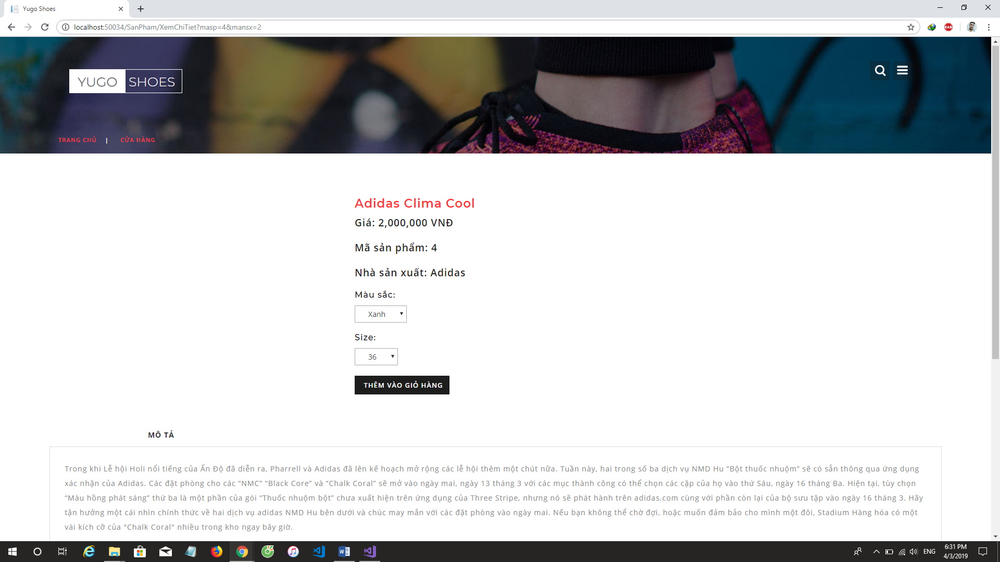 Yugo Shoes
localhost:50034/SanPham/XemChiTiet?masp=4&mansx=2
EAB
YUGO SHOES
TRANG CHỦ | CỬA HÀNG
Adidas Clima Cool
Giá: 2,000,000 VNĐ
Mã sản phẩm: 4
Nhà sản xuất: Adidas
Màu sắc:
Xanh
Size:
36
THÊM VÀO GIỎ HÀNG
MÔ TẢ
Trong khi Lễ hội Holi nổi tiếng của Ấn Độ đã diễn ra, Pharrell và Adidas đã lên kế hoạch mở rộng các lễ hội thêm một chút nữa. Tuần này, hai trong số ba dịch vụ NMD Hu “Bột thuốc nhuộm” sẽ có sẵn thông qua ứng dụng
xác nhận của Adidas. Các đặt phòng cho các “NMC” “Black Core” và “Chalk Coral” sẽ mở vào ngày mai, ngày 13 tháng 3 với các mục thành công có thể chọn các cặp của họ vào thứ Sáu, ngày 16 tháng Ba. Hiện tại, tùy chọn
“Màu hồng phát sáng” thứ ba là một phần của gói “Thuốc nhuộm bột” chưa xuất hiện trên ứng dụng của Three Stripe, nhưng nó sẽ phát hành trên adidas.com cùng với phần còn lại của bộ sưu tập vào ngày 16 tháng 3. Hãy
tận hưởng một cái nhìn chính thức về hai dịch vụ adidas NMD Hu bên dưới và chúc may mắn với các đặt phòng vào ngày mai. Nếu bạn không thể chờ đợi, hoặc muốn đảm bảo cho mình một đôi, Stadium Hàng hóa có một
vài kích cỡ của "Chalk Coral" nhiều trong kho ngay bây giờ.
ENG
6:31 PM
4/3/2019